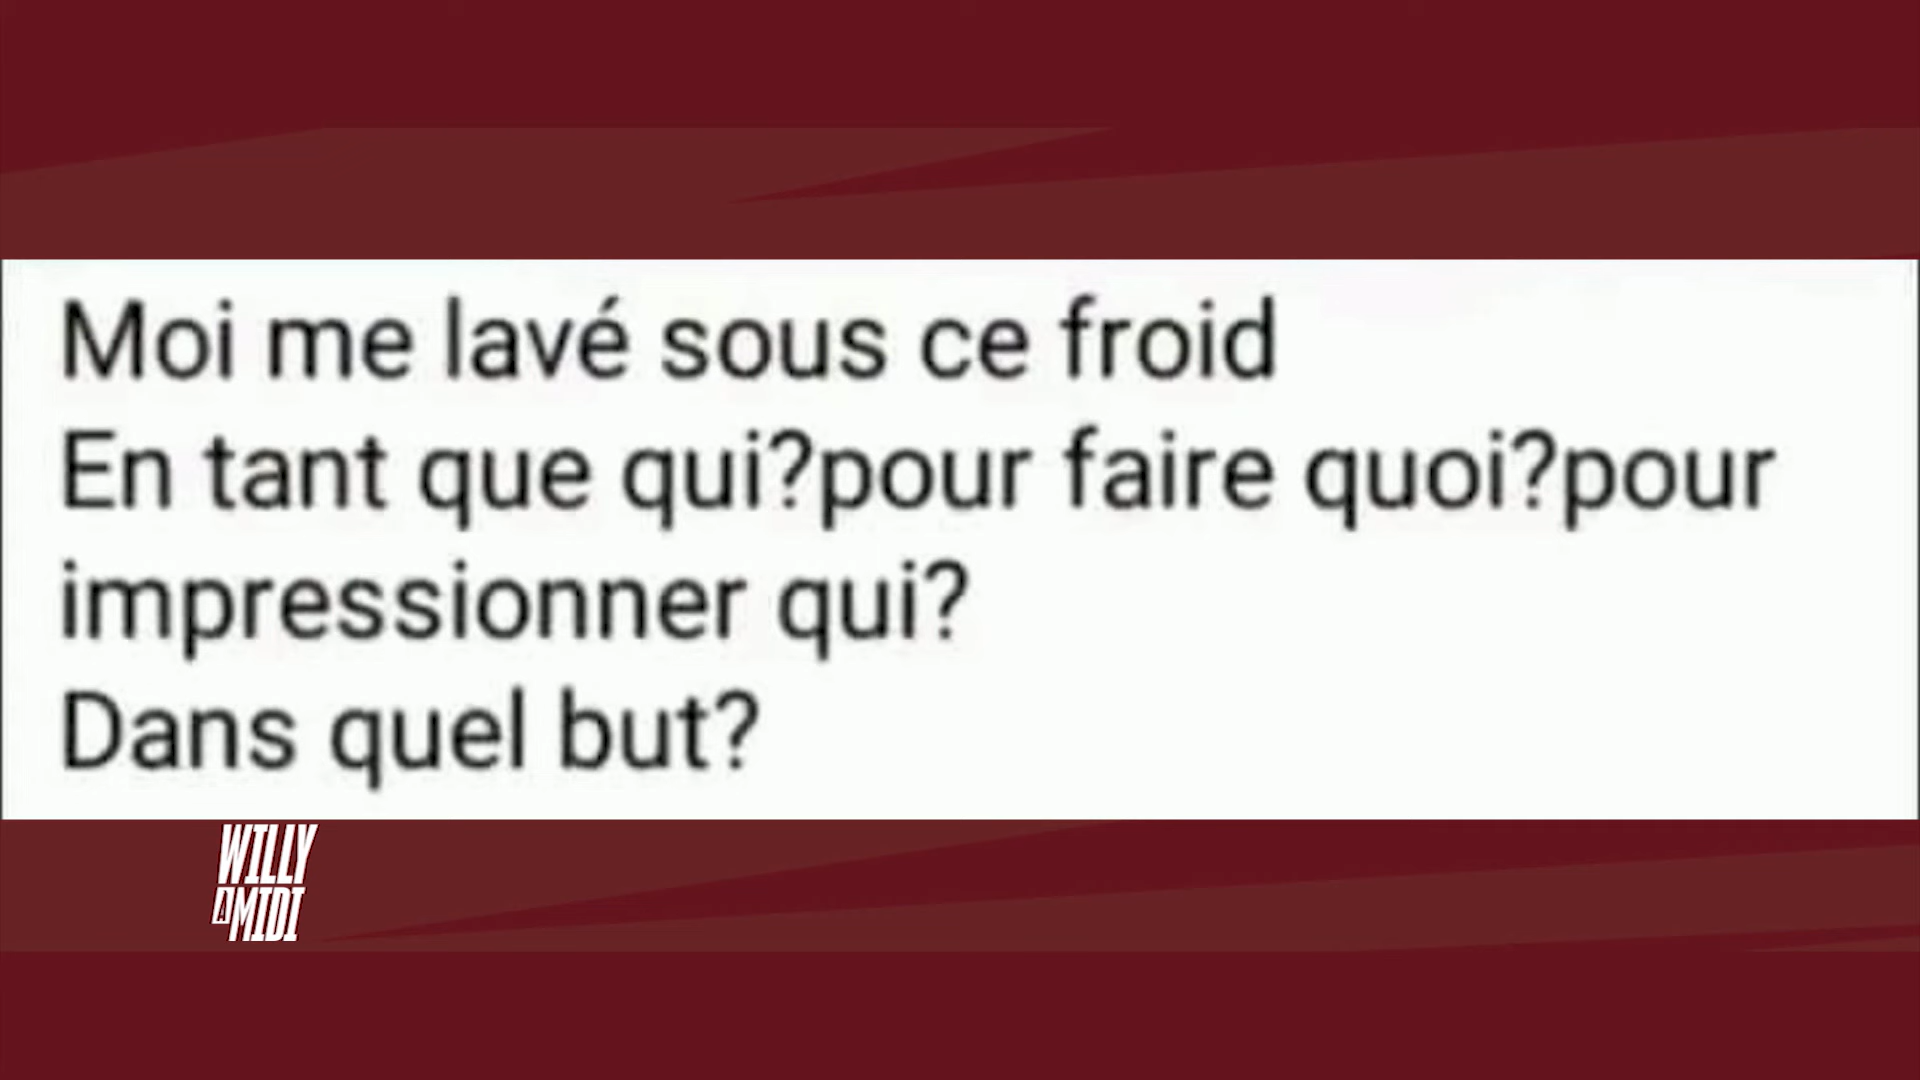 Moi me lavé sous ce froid
En tant que qui?pour faire quoi?pour
impressionner qui?
Dans quel but?
WILLY
A MIDI